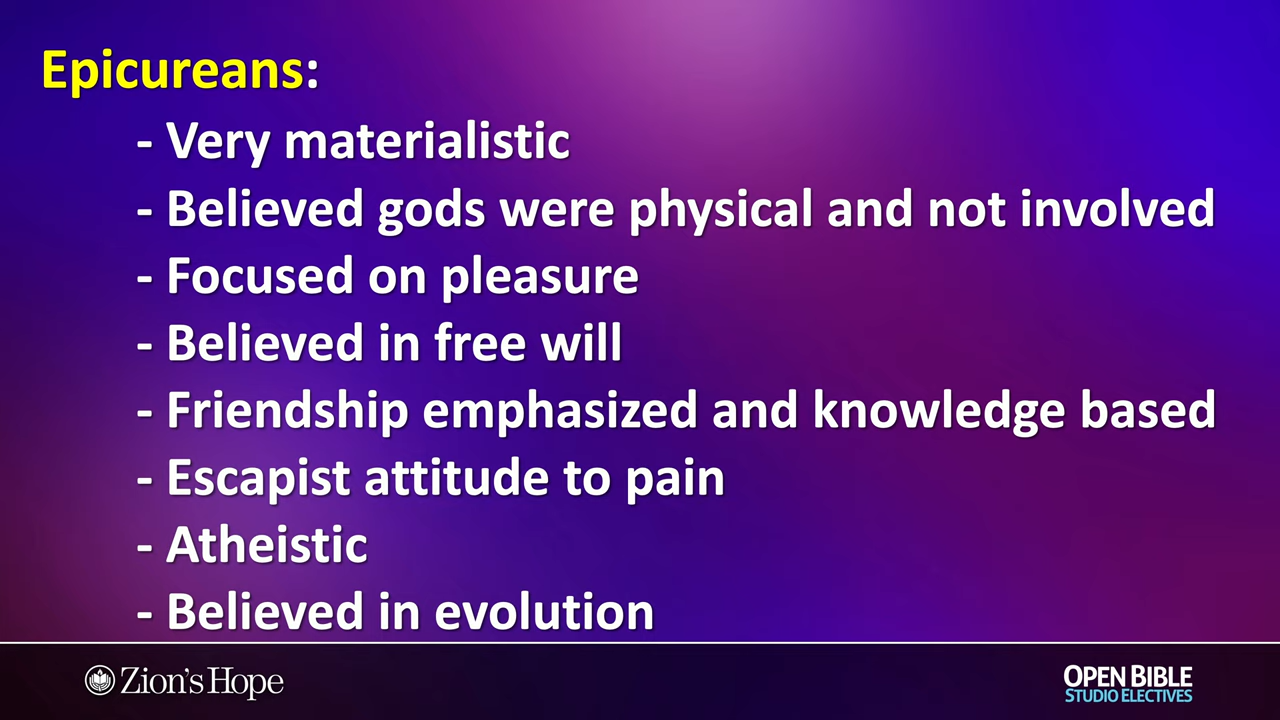 Epicureans:
- Very materialistic
- Believed gods were physical and not involved
- Focused on pleasure
- Believed in free will
- Friendship emphasized and knowledge based
- Escapist attitude to pain
- Atheistic
- Believed in evolution
Zion's Hope
OPEN BIBLE
STUDIO ELECTIVES